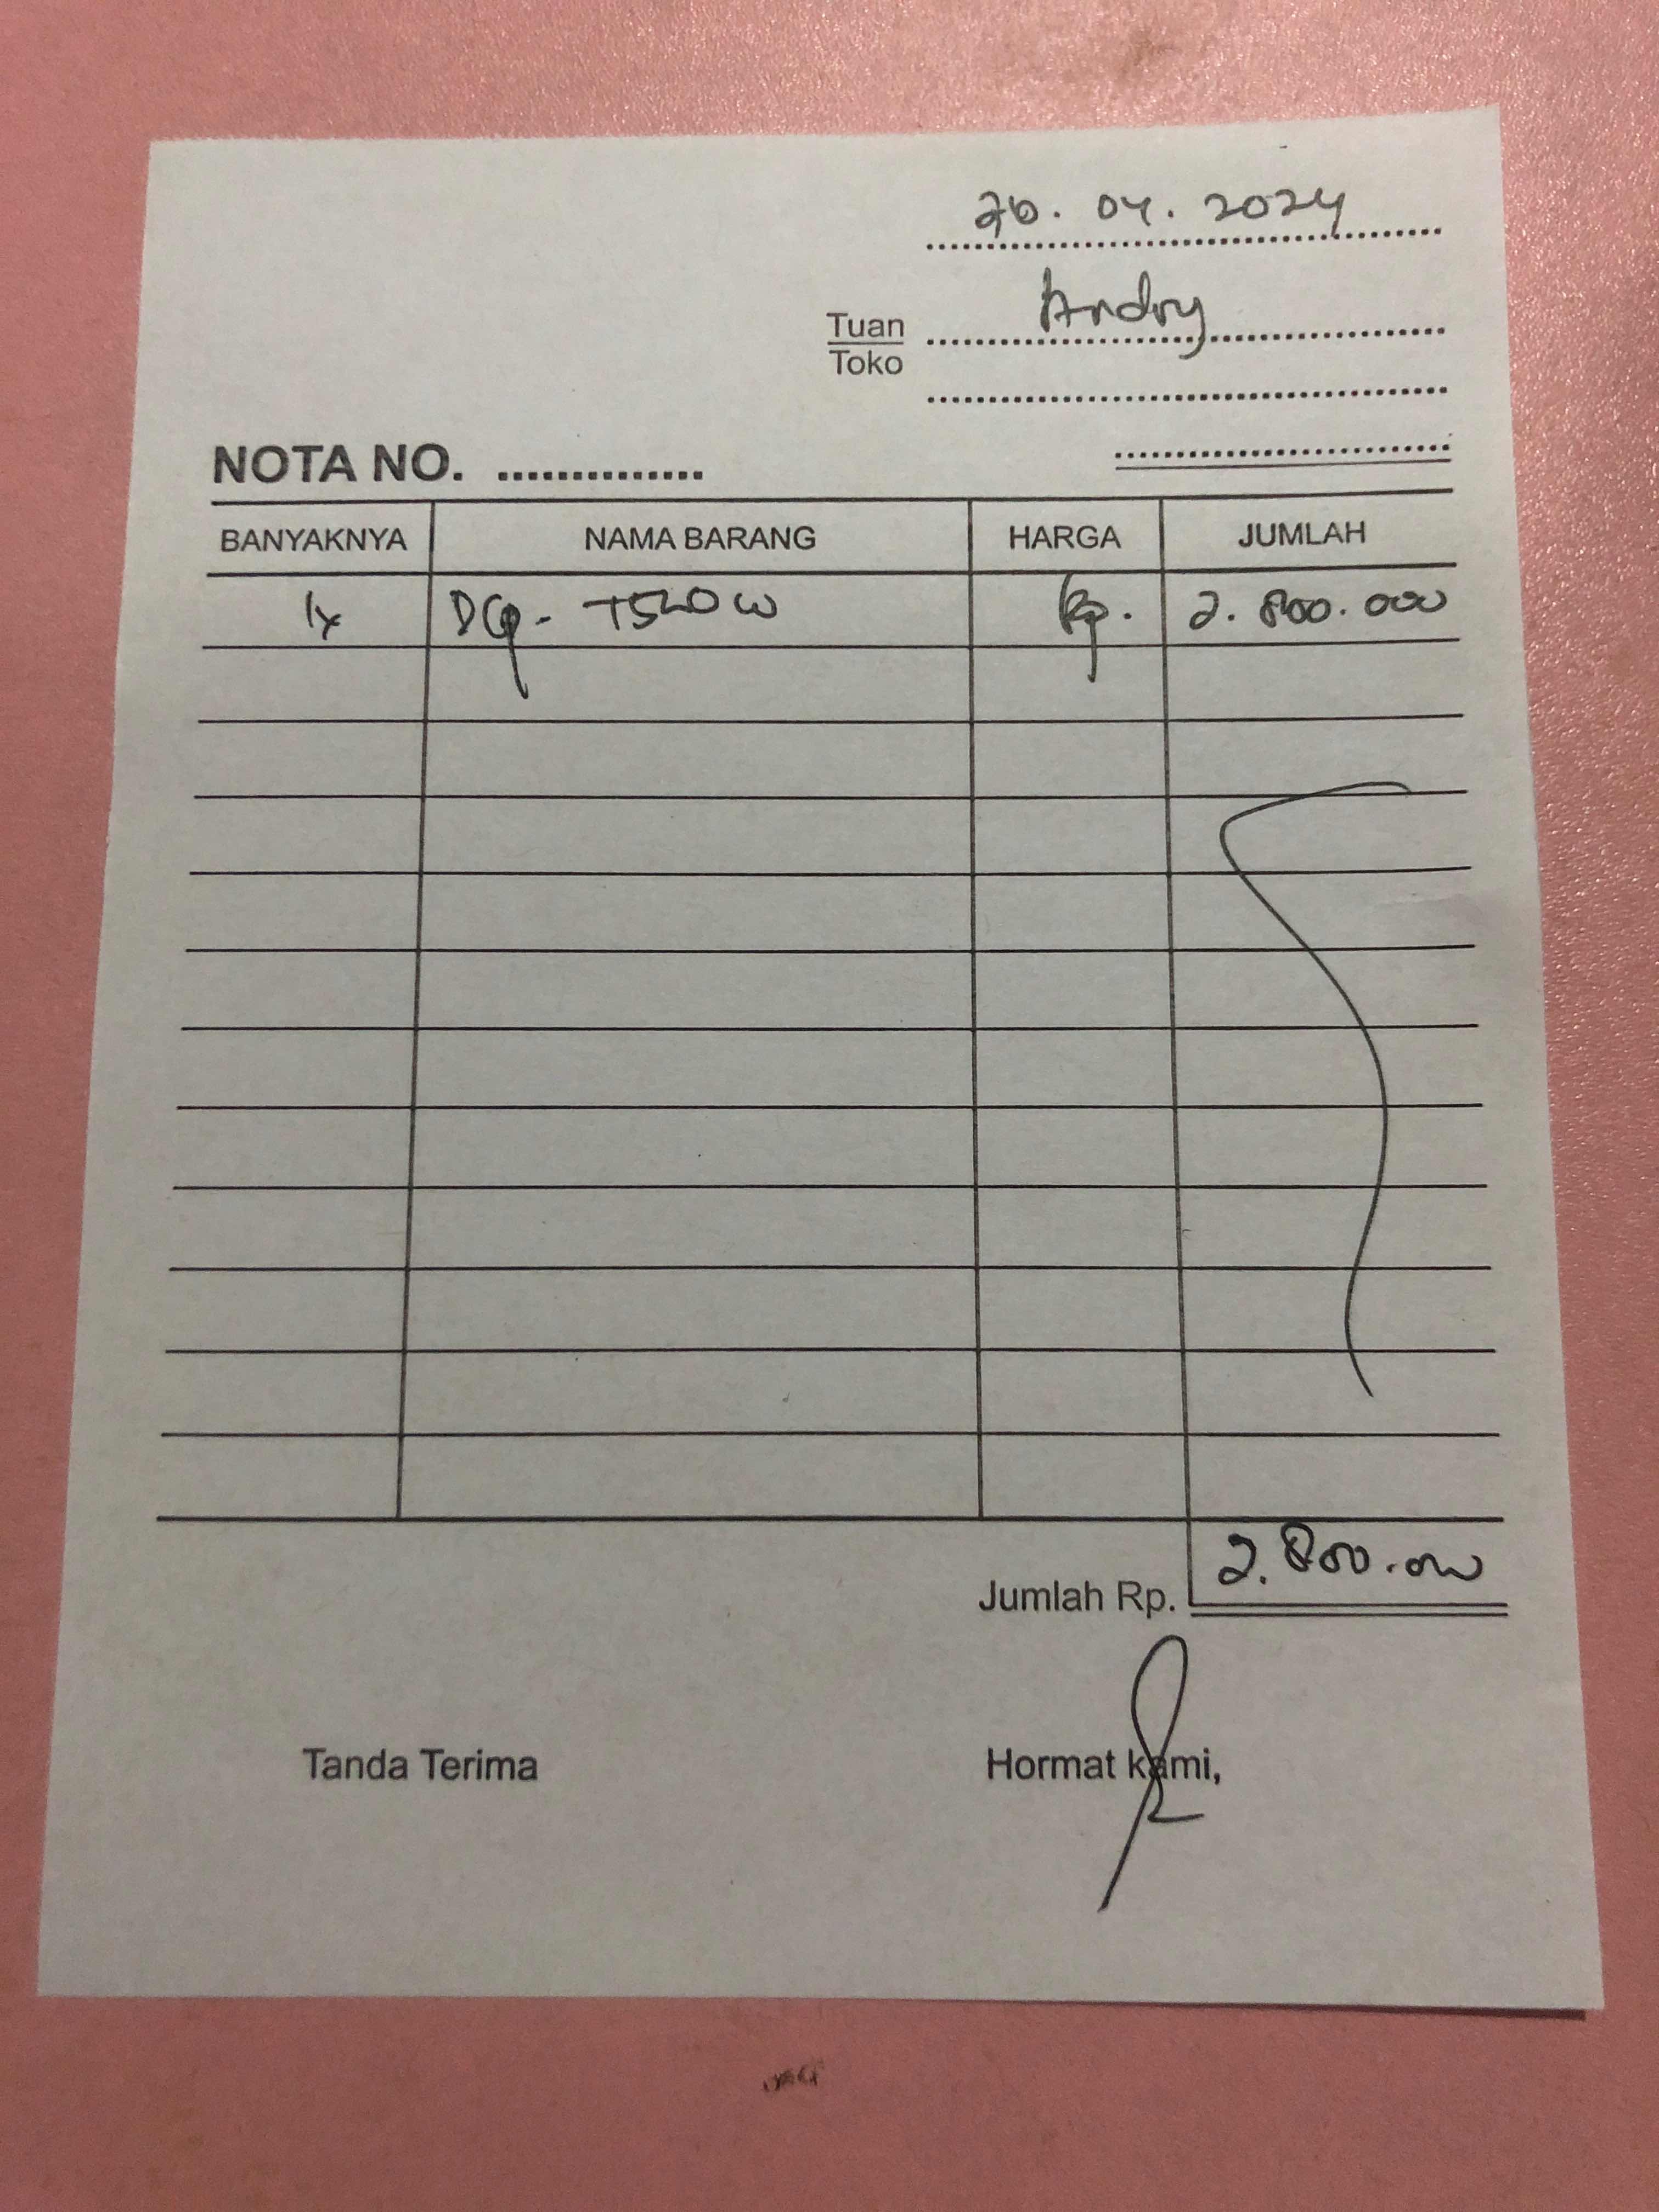 26. 04. 2024
Tuan Andry
Toko
NOTA NO. ..............
BANYAKNYA NAMA BARANG HARGA JUMLAH
1x DCP- T520W Rp. 2.800.000
Jumlah Rp. 2.800.000
Tanda Terima Hormat kami,